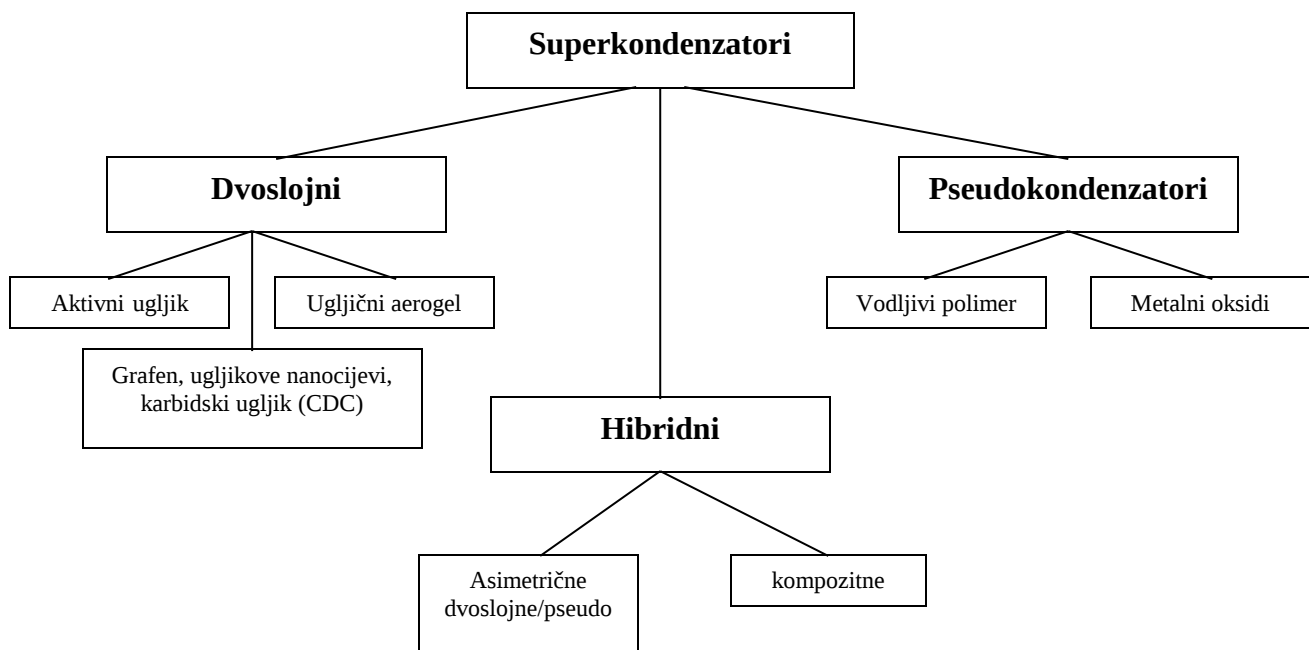 Superkondenzatori
Dvoslojni
Pseudokondenzatori
Aktivni ugljik
Ugljični aerogel
Vodljivi polimer
Metalni oksidi
Grafen, ugljikove nanocijevi,
karbidski ugljik (CDC)
Hibridni
Asimetrične
dvoslojne/pseudo
kompozitne